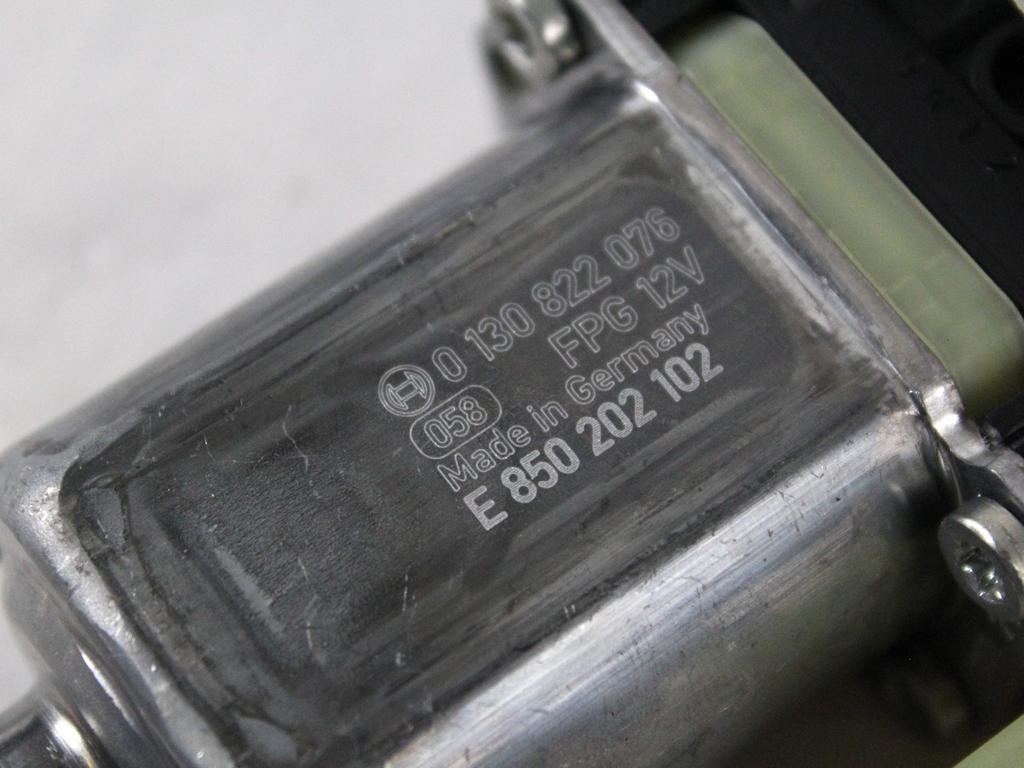 0 130 822 076
058 FPG 12V
Made in Germany
E 850 202 102